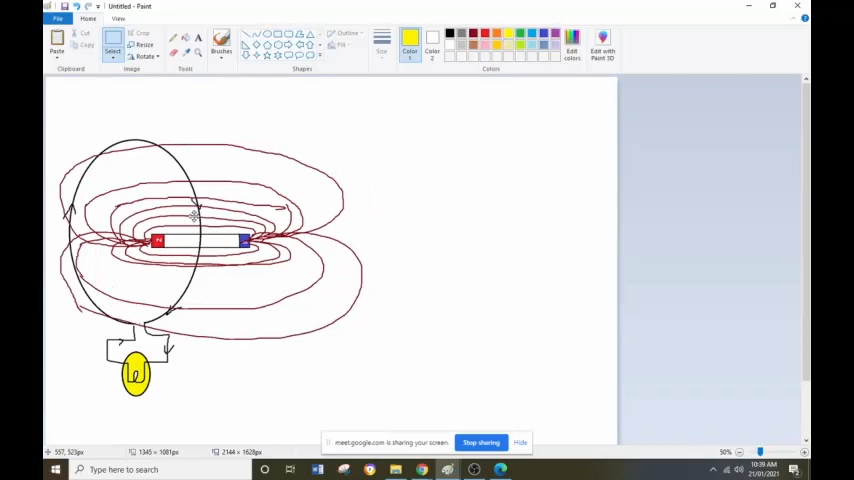 Untitled - Paint
File
Home
View
Paste
Cut
Copy
Clipboard
Select
Crop
Resize
Rotate
Image
Tools
Brushes
Shapes
Outline
Fill
Size
Color
1
Color
2
Edit
colors
Colors
Edit with
Paint 3D
N
meet.google.com is sharing your screen.
Stop sharing
Hide
557, 523px
1345 × 1081px
2144 × 1628px
50%
Type here to search
10:39 AM
21/01/2021